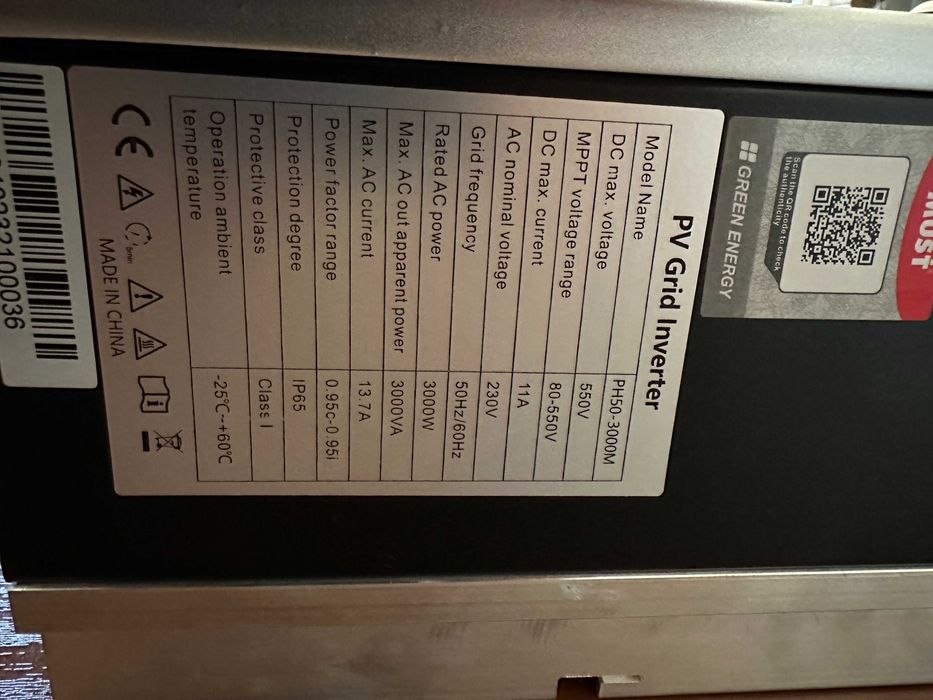 MUST
Scan the QR code to check
the authenticity
GREEN ENERGY
PV Grid Inverter
Model Name PH50-3000M
DC max. voltage 550V
MPPT voltage range 80-550V
DC max. current 11A
AC nominal voltage 230V
Grid frequency 50Hz/60Hz
Rated AC power 3000W
Max. AC out apparent power 3000VA
Max. AC current 13.7A
Power factor range 0.95c-0.95i
Protection degree IP65
Protective class Class I
Operation ambient
temperature -25℃~+60℃
CE
5min
MADE IN CHINA